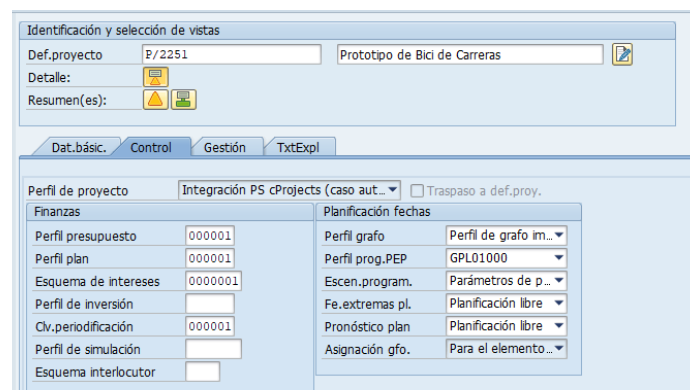 Identificación y selección de vistas
Def.proyecto P/2251 Prototipo de Bici de Carreras
Detalle:
Resumen(es):
Dat.básic. Control Gestión TxtExpl
Perfil de proyecto Integración PS cProjects (caso aut... Traspaso a def.proy.
Finanzas Planificación fechas
Perfil presupuesto 000001 Perfil grafo Perfil de grafo im...
Perfil plan 000001 Perfil prog.PEP GPL01000
Esquema de intereses 0000001 Escen.program. Parámetros de p...
Perfil de inversión Fe.extremas pl. Planificación libre
Clv.periodificación 000001 Pronóstico plan Planificación libre
Perfil de simulación Asignación gfo. Para el elemento...
Esquema interlocutor